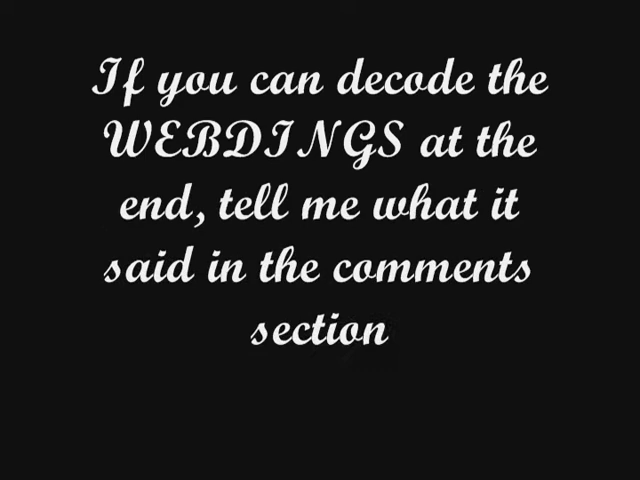 If you can decode the
WEBDINGS at the
end, tell me what it
said in the comments
section